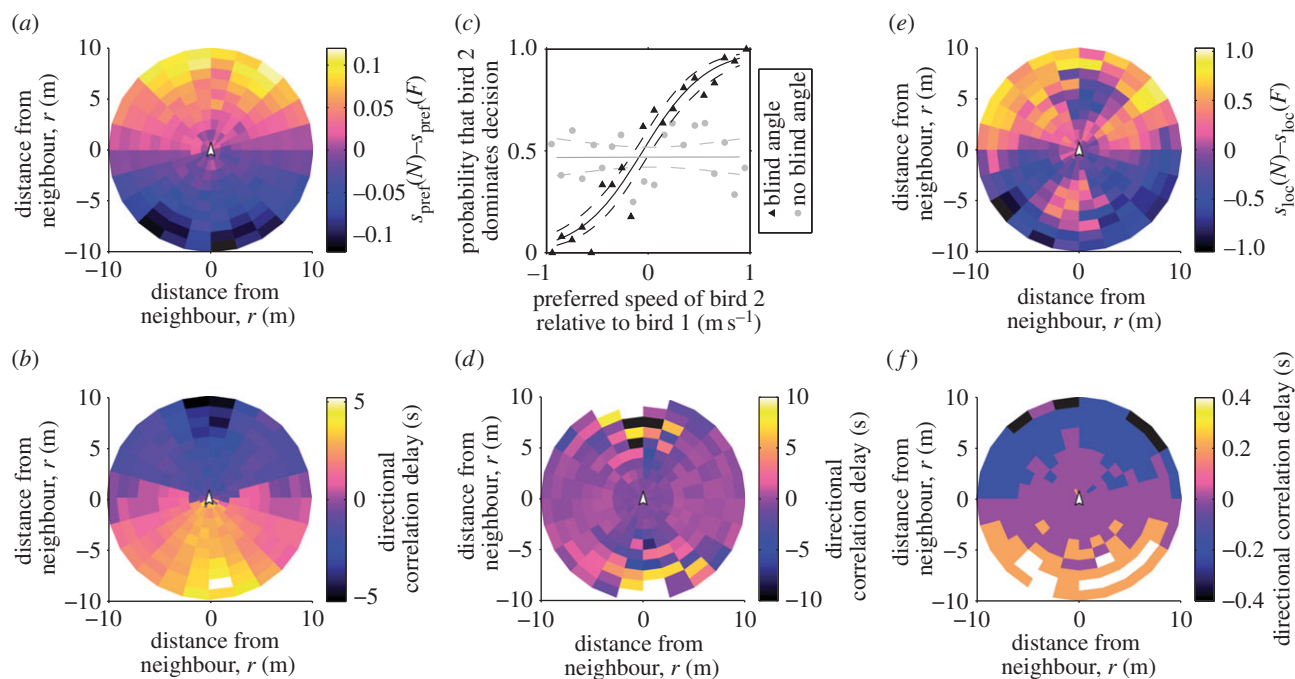 (a)
10
5
0
−5
−10
−10 0 10
distance from
neighbour, r (m)
distance from
neighbour, r (m)
0.1
0.05
0
−0.05
−0.1
s_pref(N)−s_pref(F)
(c)
1.0
0.5
0
−1 0 1
probability that bird 2
dominates decision
preferred speed of bird 2
relative to bird 1 (m s⁻¹)
blind angle
no blind angle
(e)
10
5
0
−5
−10
−10 0 10
distance from
neighbour, r (m)
distance from
neighbour, r (m)
1.0
0.5
0
−0.5
−1.0
s_loc(N)−s_loc(F)
(b)
10
5
0
−5
−10
−10 0 10
distance from
neighbour, r (m)
distance from
neighbour, r (m)
5
0
−5
directional
correlation delay (s)
(d)
10
5
0
−5
−10
−10 0 10
distance from
neighbour, r (m)
distance from
neighbour, r (m)
10
5
0
−5
−10
directional
correlation delay (s)
(f)
10
5
0
−5
−10
−10 0 10
distance from
neighbour, r (m)
distance from
neighbour, r (m)
0.4
0.2
0
−0.2
−0.4
directional correlation delay (s)